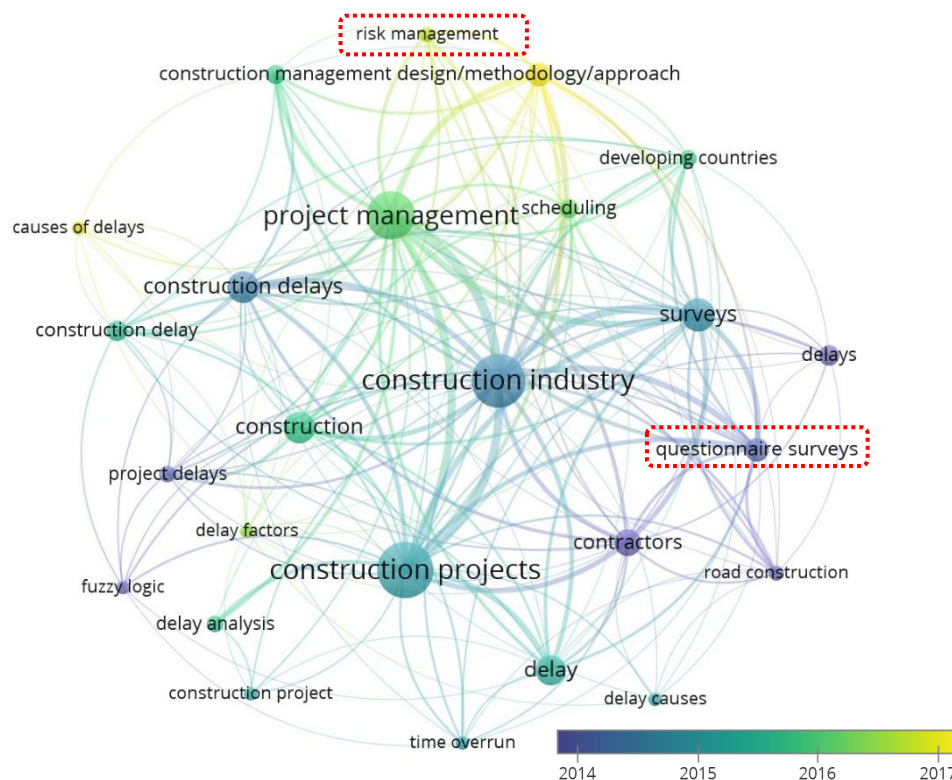 risk management
construction management design/methodology/approach
developing countries
project management
scheduling
causes of delays
construction delays
construction delay
surveys
delays
construction industry
construction
questionnaire surveys
project delays
delay factors
contractors
construction projects
road construction
fuzzy logic
delay analysis
delay
construction project
delay causes
time overrun
2014 2015 2016 2017